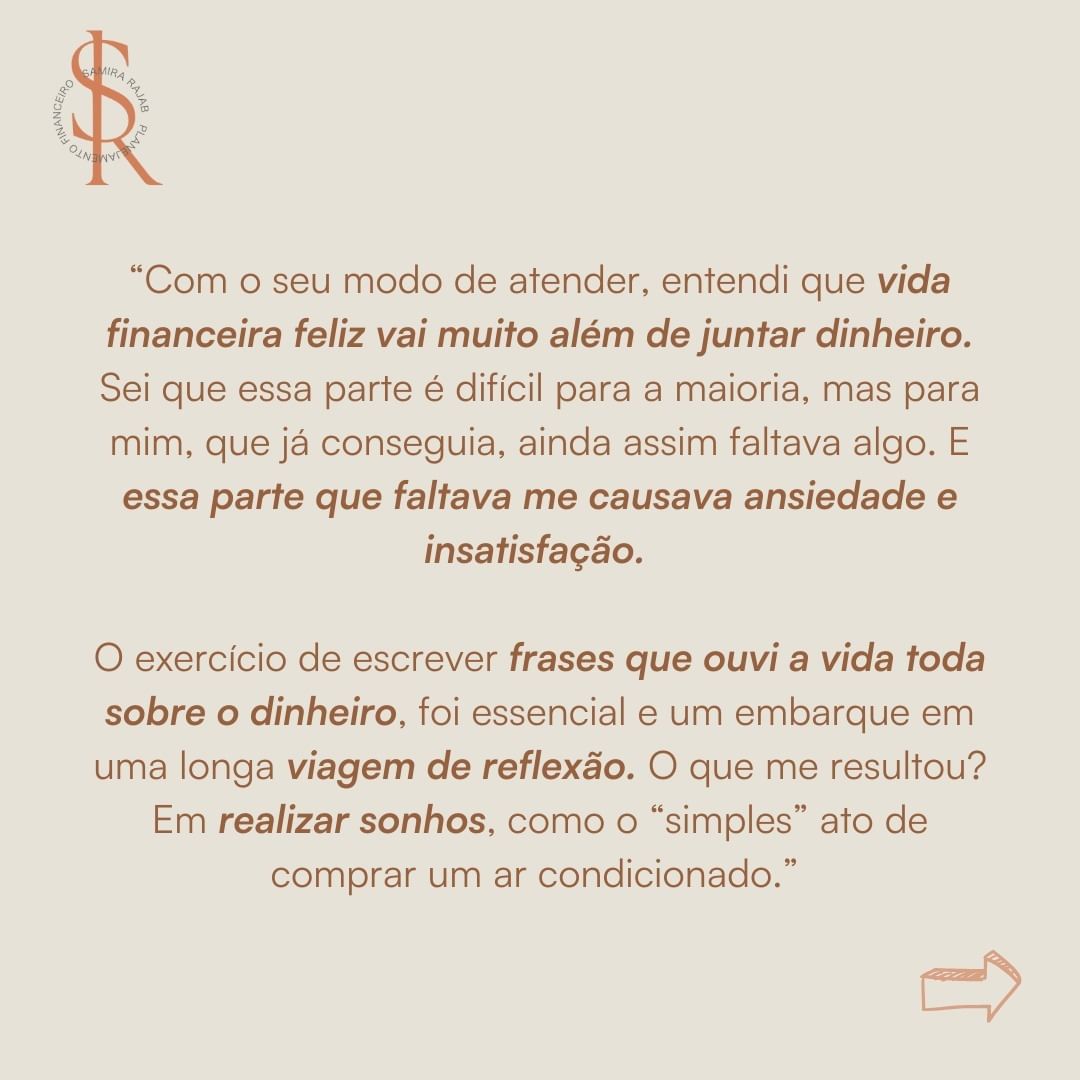 SAMIRA RAJAB PLANEJAMENTO FINANCEIRO
SR
“Com o seu modo de atender, entendi que vida
financeira feliz vai muito além de juntar dinheiro.
Sei que essa parte é difícil para a maioria, mas para
mim, que já conseguia, ainda assim faltava algo. E
essa parte que faltava me causava ansiedade e
insatisfação.
O exercício de escrever frases que ouvi a vida toda
sobre o dinheiro, foi essencial e um embarque em
uma longa viagem de reflexão. O que me resultou?
Em realizar sonhos, como o “simples” ato de
comprar um ar condicionado.”